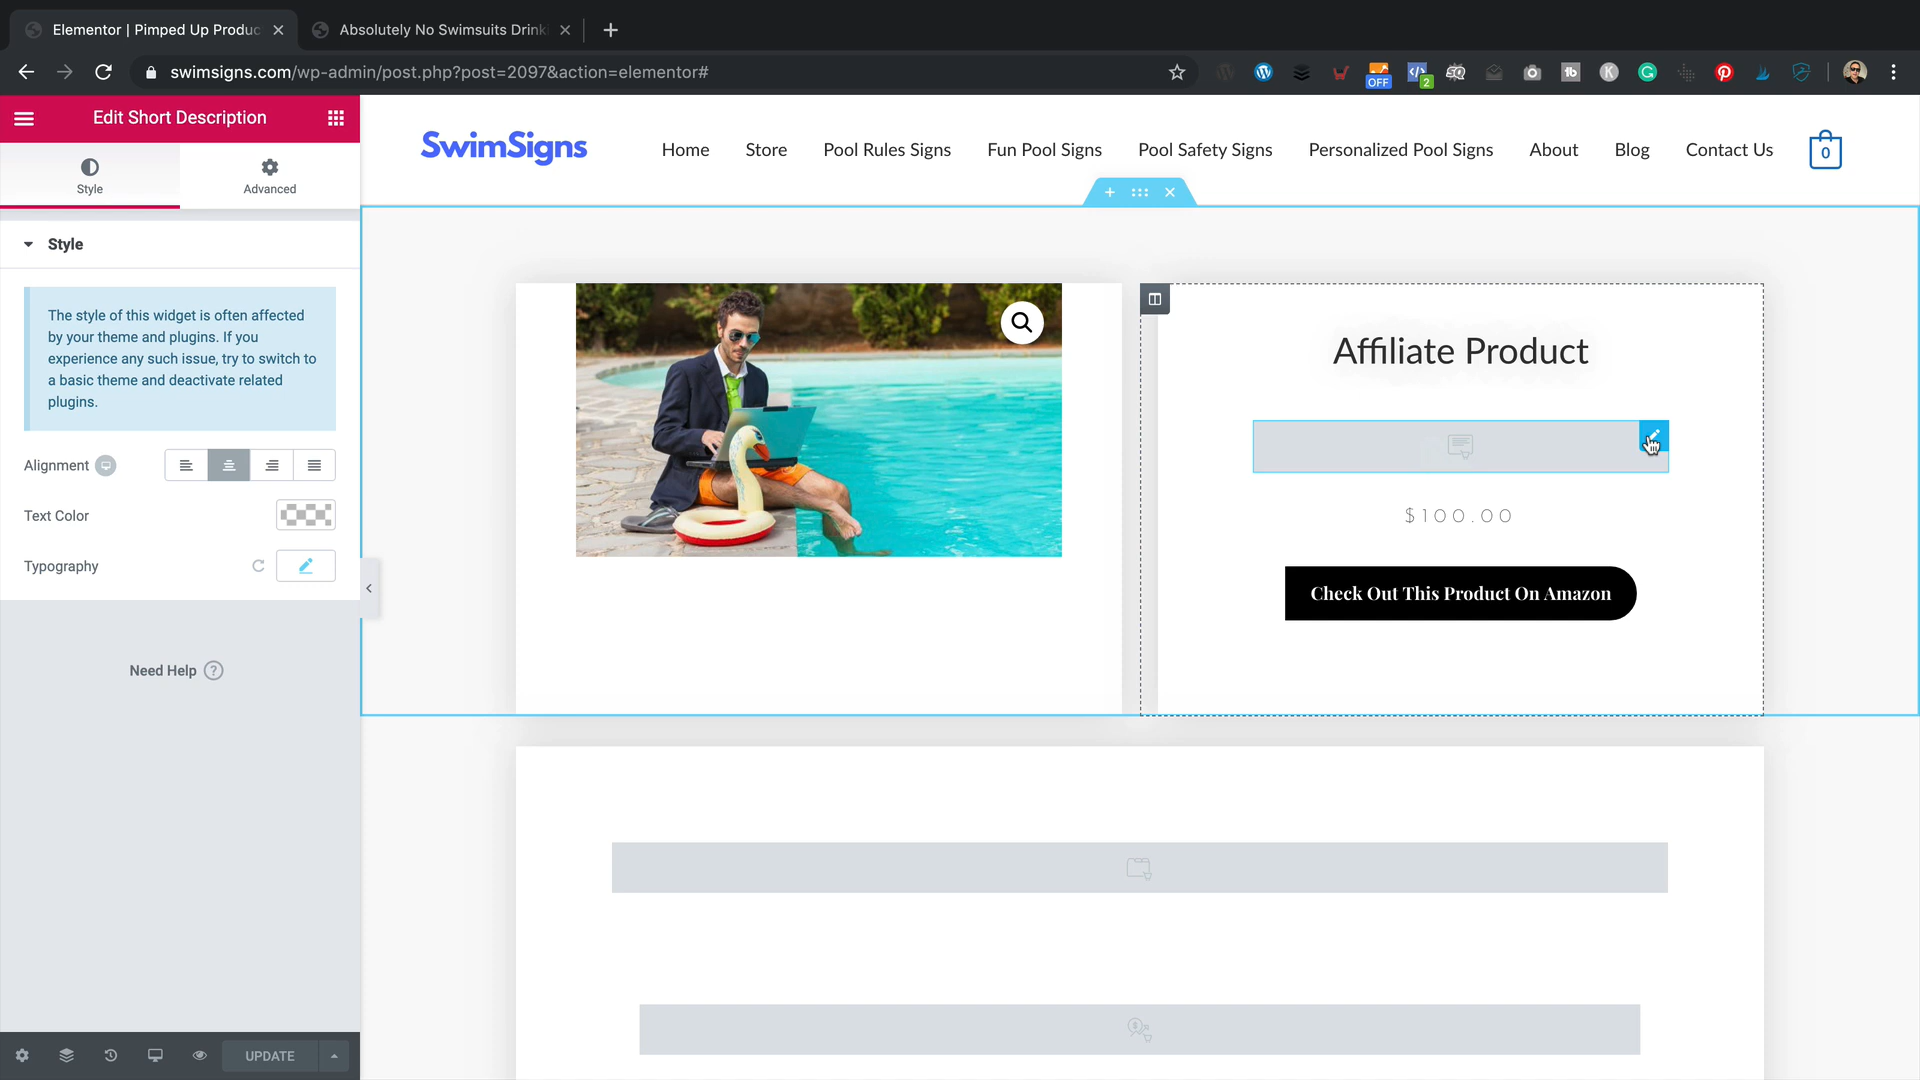 Elementor | Pimped Up Produc
Absolutely No Swimsuits Drink
swimsigns.com/wp-admin/post.php?post=2097&action=elementor#
OFF
2
Edit Short Description
Style
Advanced
Style
The style of this widget is often affected
by your theme and plugins. If you
experience any such issue, try to switch to
a basic theme and deactivate related
plugins.
Alignment
Text Color
Typography
Need Help ?
UPDATE
SwimSigns
Home
Store
Pool Rules Signs
Fun Pool Signs
Pool Safety Signs
Personalized Pool Signs
About
Blog
Contact Us
0
Affiliate Product
$100.00
Check Out This Product On Amazon